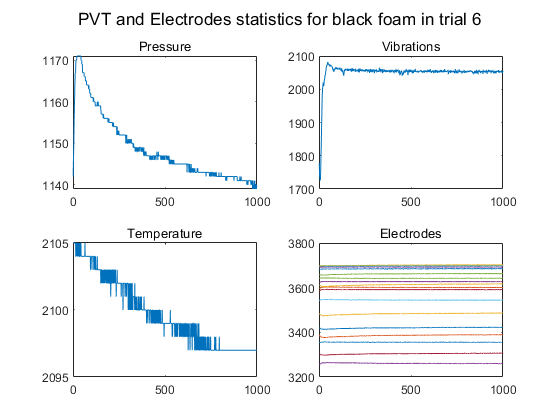 PVT and Electrodes statistics for black foam in trial 6
Pressure
1170
1160
1150
1140
0 500 1000
Vibrations
2100
2000
1900
1800
1700
0 500 1000
Temperature
2105
2100
2095
0 500 1000
Electrodes
3800
3600
3400
3200
0 500 1000